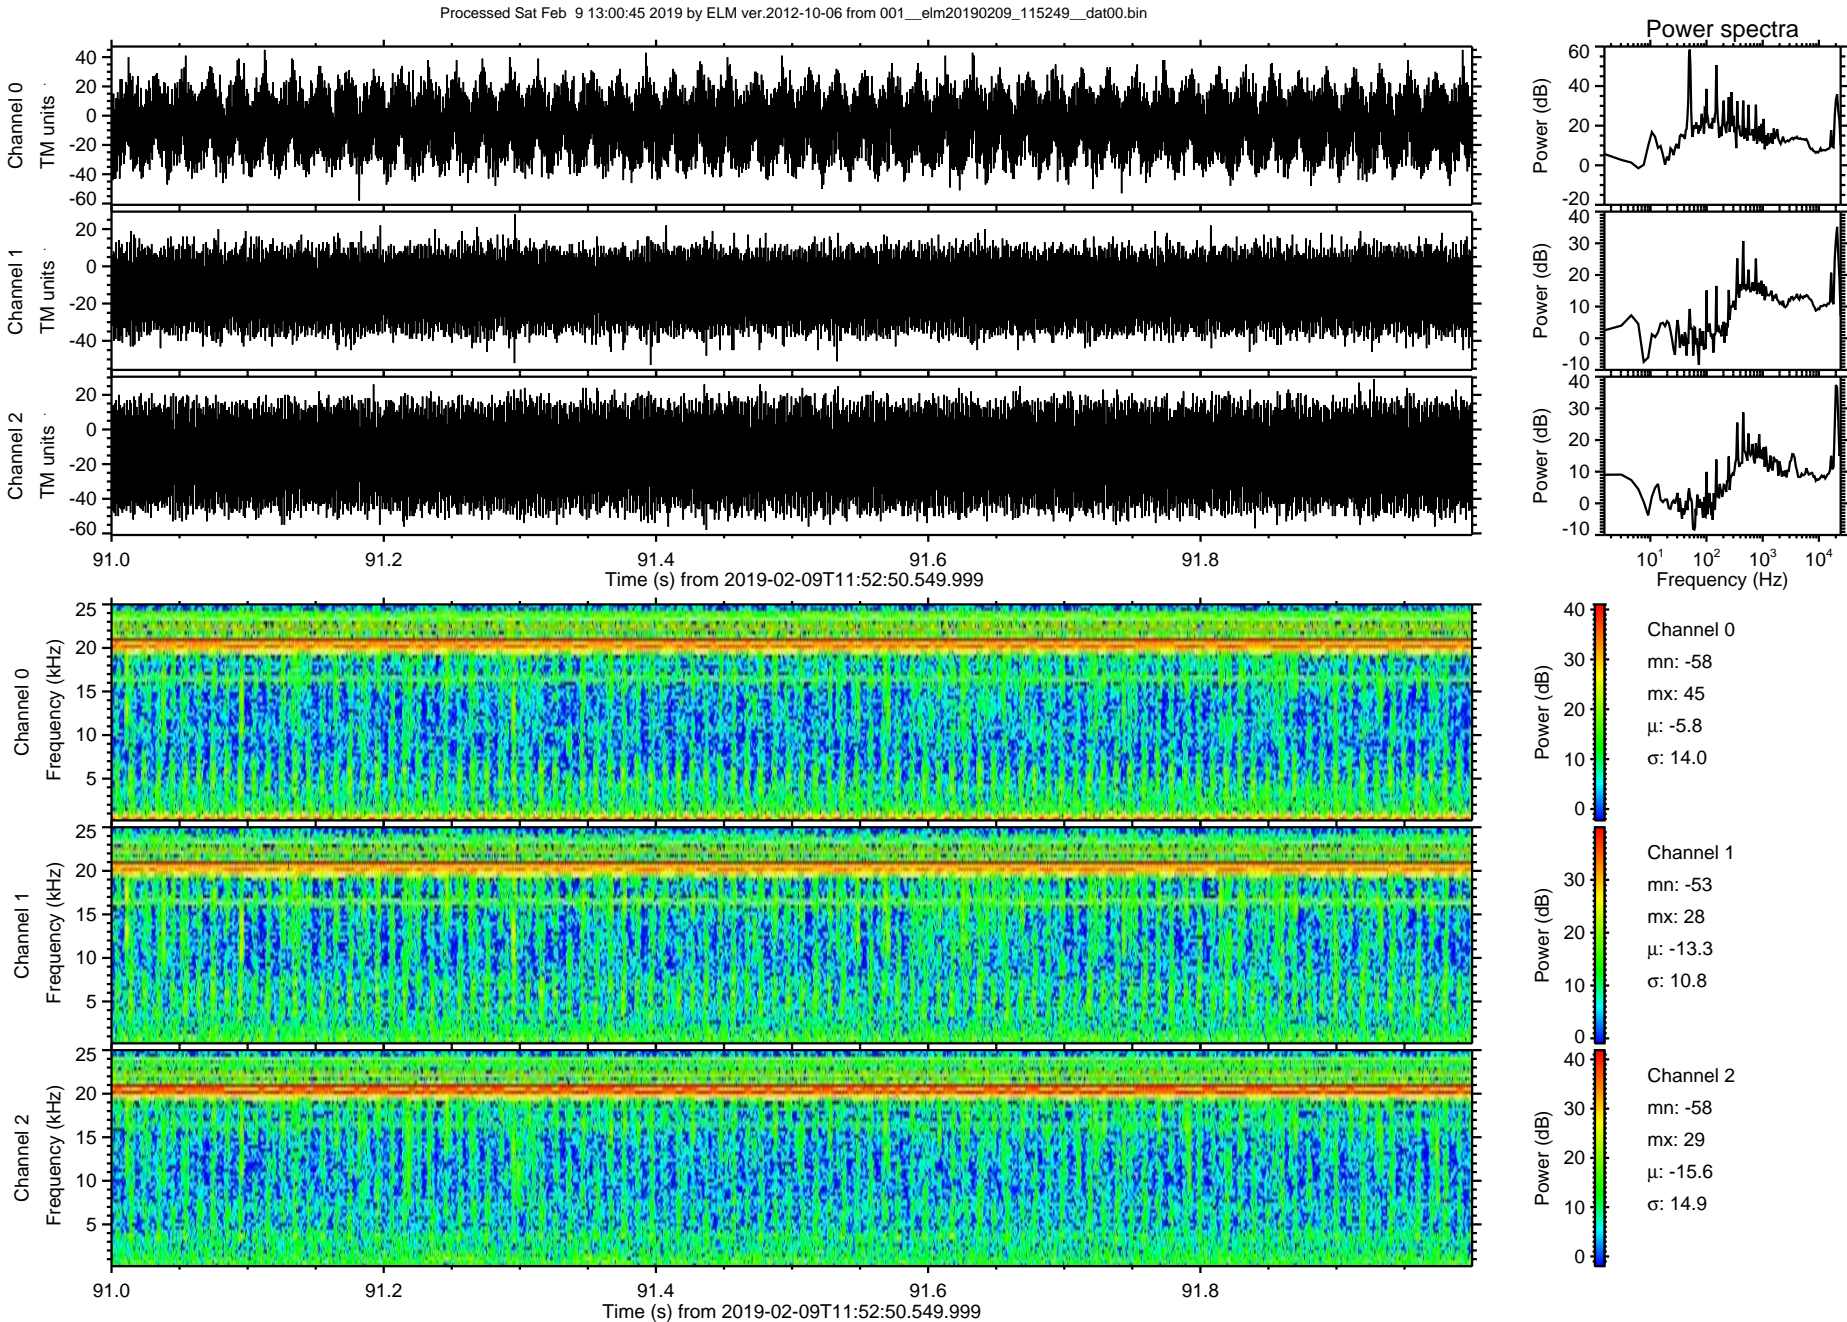 Processed Sat Feb  9 13:00:45 2019 by ELM ver.2012-10-06 from 001__elm20190209_115249__dat00.bin
Power spectra
Channel 0
TM units
40
20
0
-20
-40
-60
Power (dB)
60
40
20
0
-20
Channel 1
TM units
20
0
-20
-40
Power (dB)
40
30
20
10
0
-10
Channel 2
TM units
20
0
-20
-40
-60
Power (dB)
40
30
20
10
0
-10
91.0 91.2 91.4 91.6 91.8
Time (s) from 2019-02-09T11:52:50.549.999
10¹ 10² 10³ 10⁴
Frequency (Hz)
Channel 0
Frequency (kHz)
25
20
15
10
5
Power (dB)
40
30
20
10
0
Channel 0
mn: -58
mx: 45
μ: -5.8
σ: 14.0
Channel 1
Frequency (kHz)
25
20
15
10
5
Power (dB)
30
20
10
0
Channel 1
mn: -53
mx: 28
μ: -13.3
σ: 10.8
Channel 2
Frequency (kHz)
25
20
15
10
5
Power (dB)
40
30
20
10
0
Channel 2
mn: -58
mx: 29
μ: -15.6
σ: 14.9
91.0 91.2 91.4 91.6 91.8
Time (s) from 2019-02-09T11:52:50.549.999